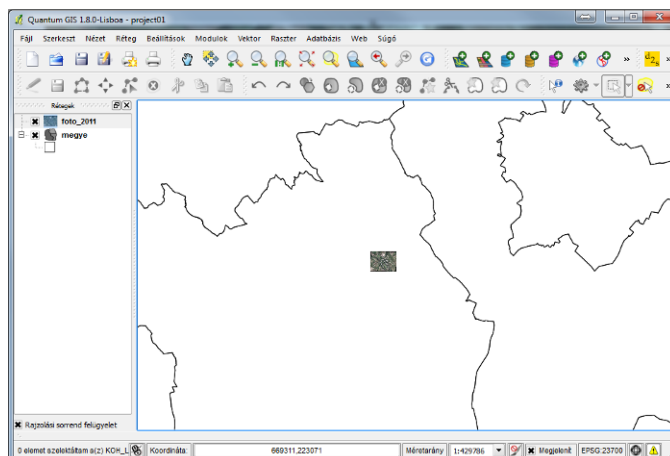 Quantum GIS 1.8.0-Lisboa - project01
Fájl Szerkeszt Nézet Réteg Beállítások Modulok Vektor Raszter Adatbázis Web Súgó
Rétegek
foto_2011
megye
Rajzolási sorrend felügyelet
0 elemet szelektáltam a(z) KOH_L Koordináta: 669311,223071 Méretarány 1:429786 Megjelenít EPSG:23700